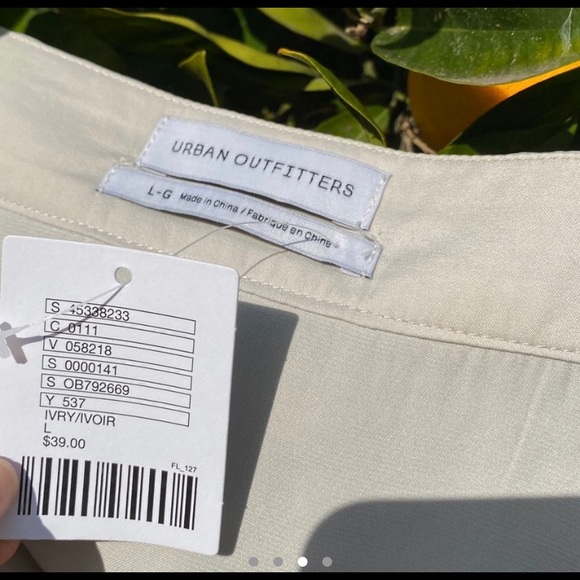 URBAN OUTFITTERS
L-G Made in China / Fabriqué en Chine
S 45338233
C 0111
V 058218
S 0000141
S OB792669
Y 537
IVRY/IVOIR
L
$39.00
FL_127